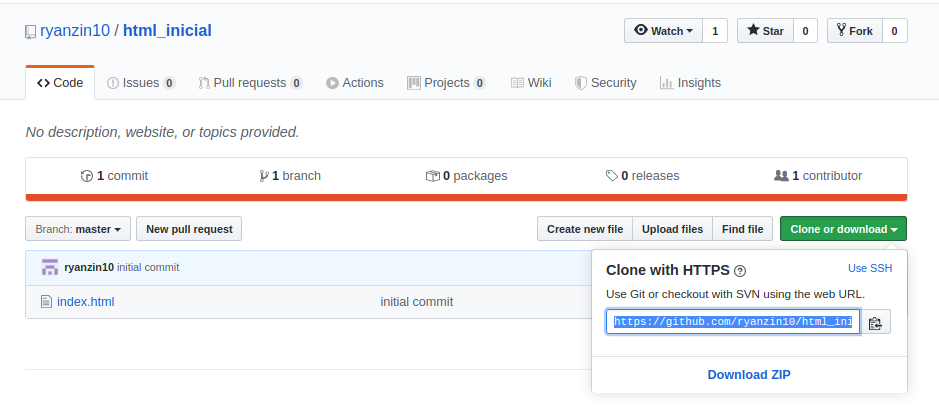 ryanzin10 / html_inicial
Watch 1 Star 0 Fork 0
Code Issues 0 Pull requests 0 Actions Projects 0 Wiki Security Insights
No description, website, or topics provided.
1 commit 1 branch 0 packages 0 releases 1 contributor
Branch: master New pull request Create new file Upload files Find file Clone or download
ryanzin10 initial commit
Clone with HTTPS ? Use SSH
Use Git or checkout with SVN using the web URL.
index.html initial commit
https://github.com/ryanzin10/html_ini
Download ZIP